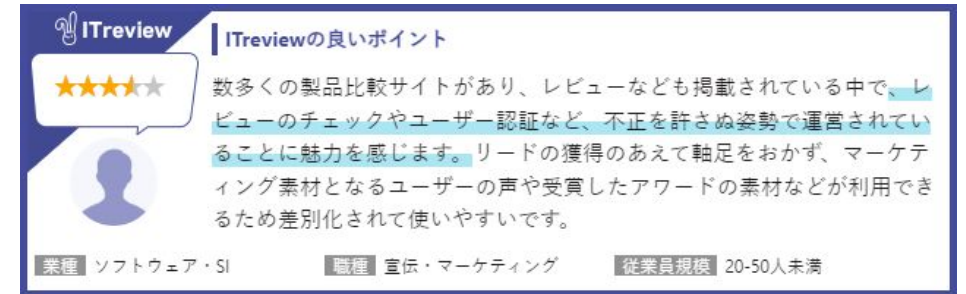 ITreview
ITreviewの良いポイント
数多くの製品比較サイトがあり、レビューなども掲載されている中で、レ
ビューのチェックやユーザー認証など、不正を許さぬ姿勢で運営されてい
ることに魅力を感じます。リードの獲得のあえて軸足をおかず、マーケテ
ィング素材となるユーザーの声や受賞したアワードの素材などが利用でき
るため差別化されて使いやすいです。
業種 ソフトウェア・SI 職種 宣伝・マーケティング 従業員規模 20-50人未満